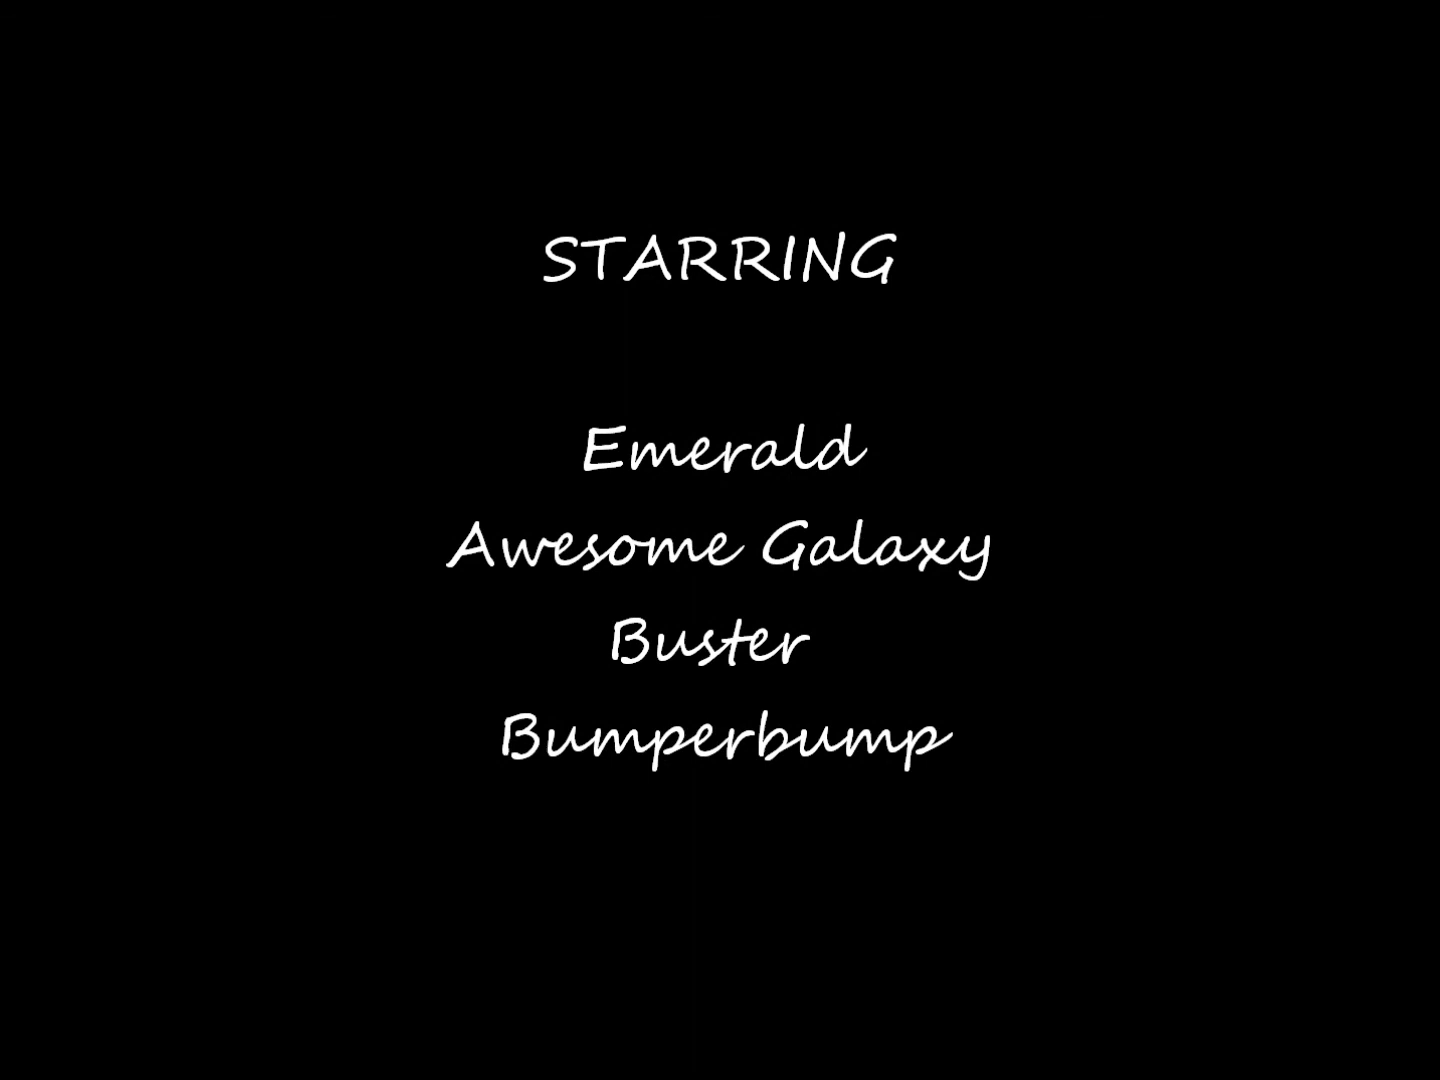 STARRING
Emerald
Awesome Galaxy
Buster
Bumperbump